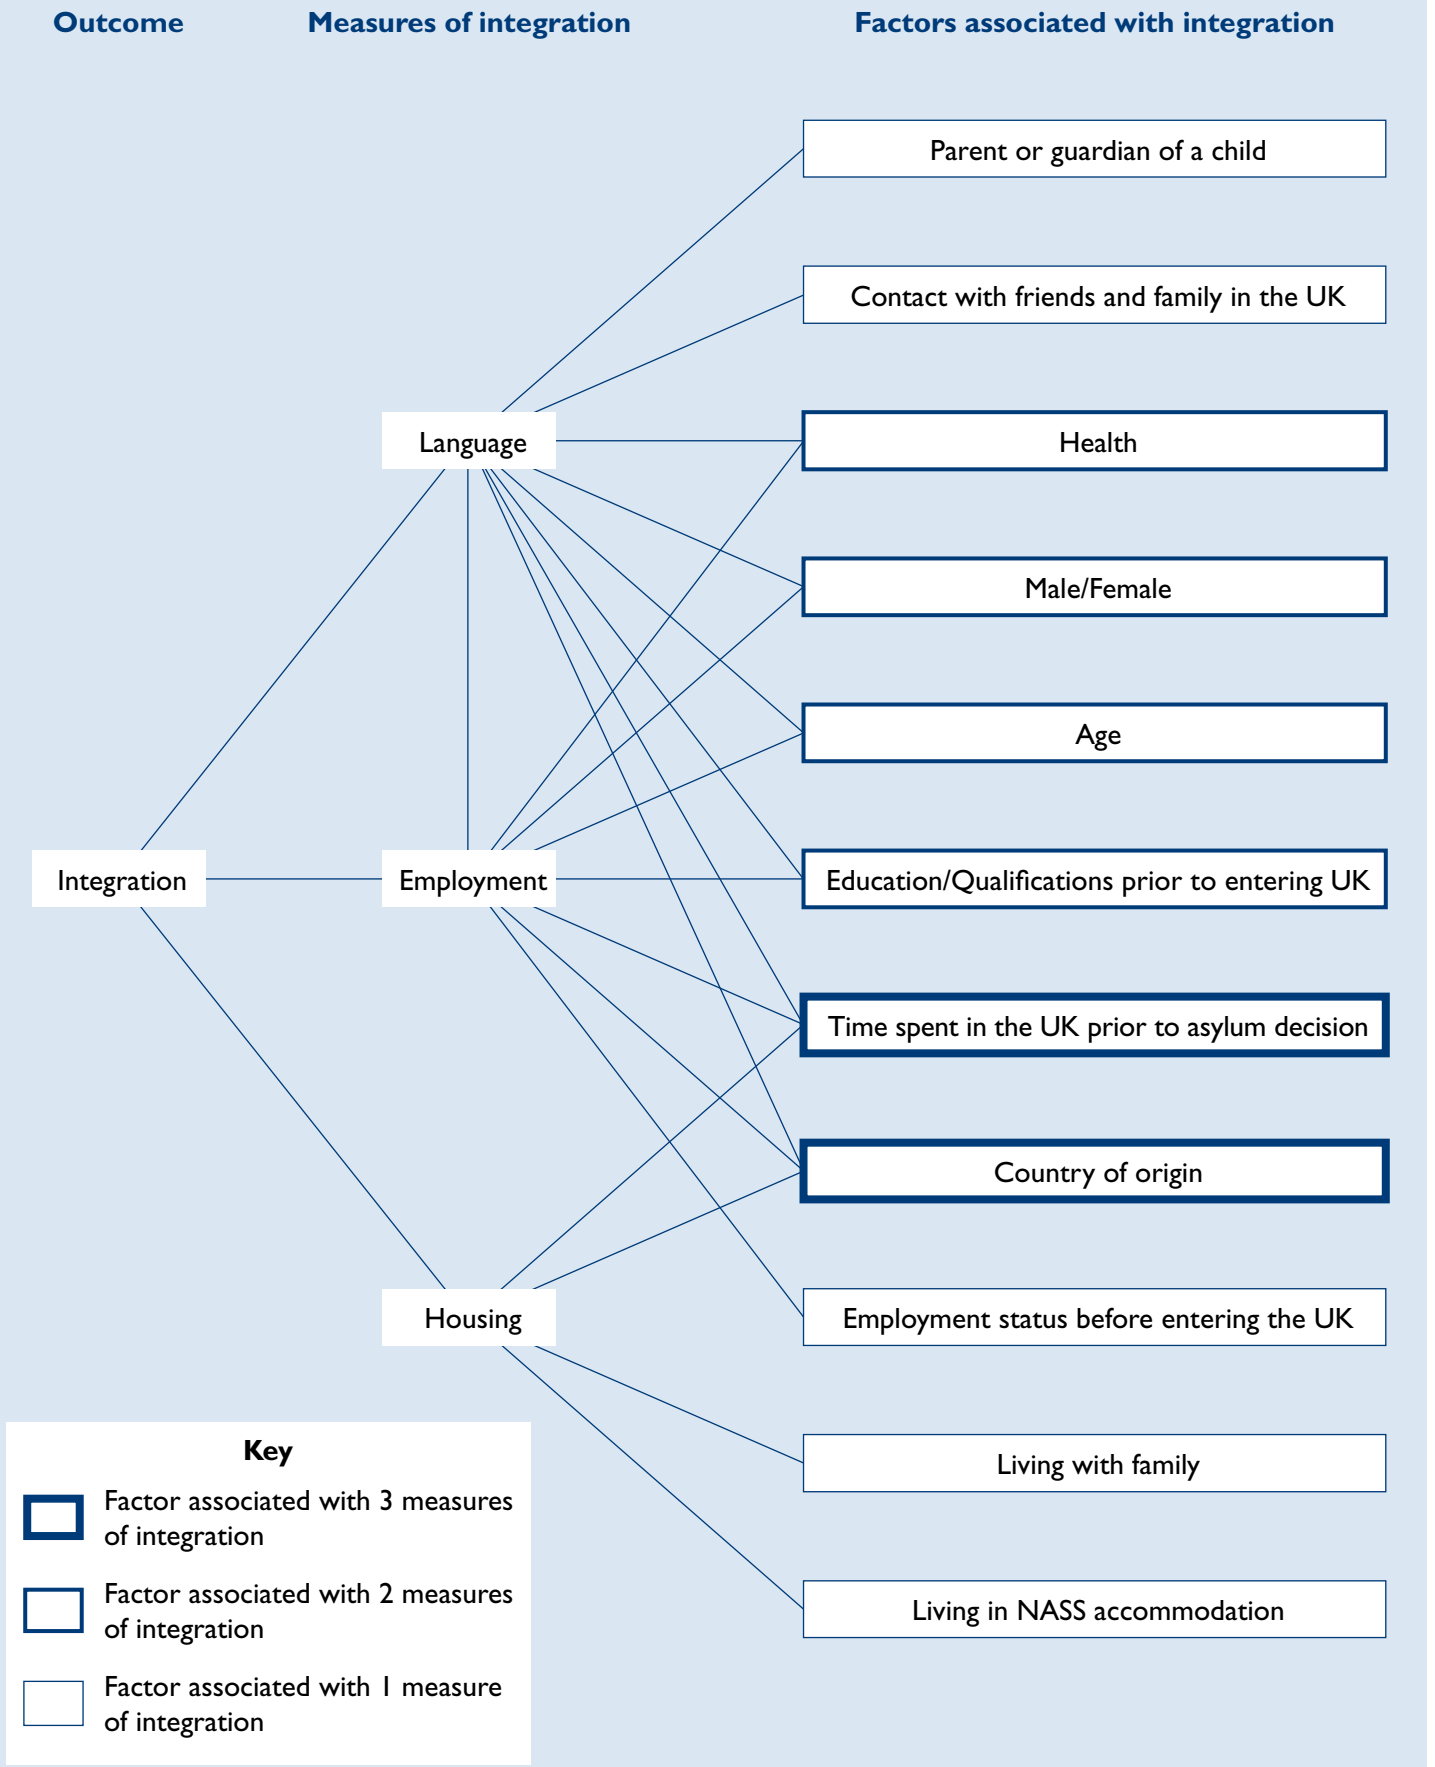 Outcome
Measures of integration
Factors associated with integration
Parent or guardian of a child
Contact with friends and family in the UK
Language
Health
Male/Female
Age
Integration
Employment
Education/Qualifications prior to entering UK
Time spent in the UK prior to asylum decision
Country of origin
Housing
Employment status before entering the UK
Living with family
Living in NASS accommodation
Key
Factor associated with 3 measures
of integration
Factor associated with 2 measures
of integration
Factor associated with 1 measure
of integration